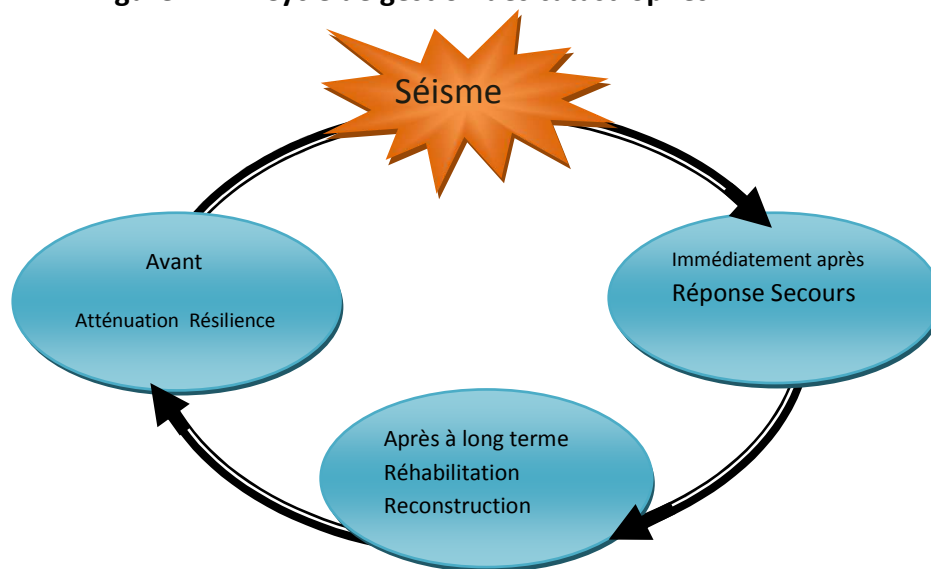 Séisme
Avant
Atténuation Résilience
Immédiatement après
Réponse Secours
Après à long terme
Réhabilitation
Reconstruction